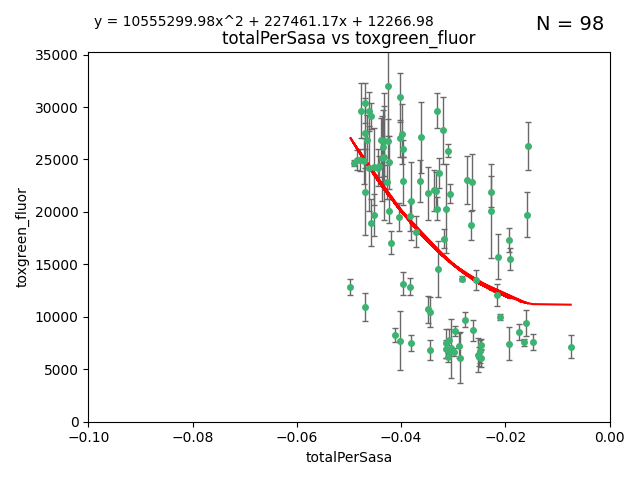 y = 10555299.98x^2 + 227461.17x + 12266.98
N = 98
totalPerSasa vs toxgreen_fluor
35000
30000
25000
20000
15000
10000
5000
0
toxgreen_fluor
−0.10 −0.08 −0.06 −0.04 −0.02 0.00
totalPerSasa